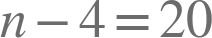 n − 4 = 20